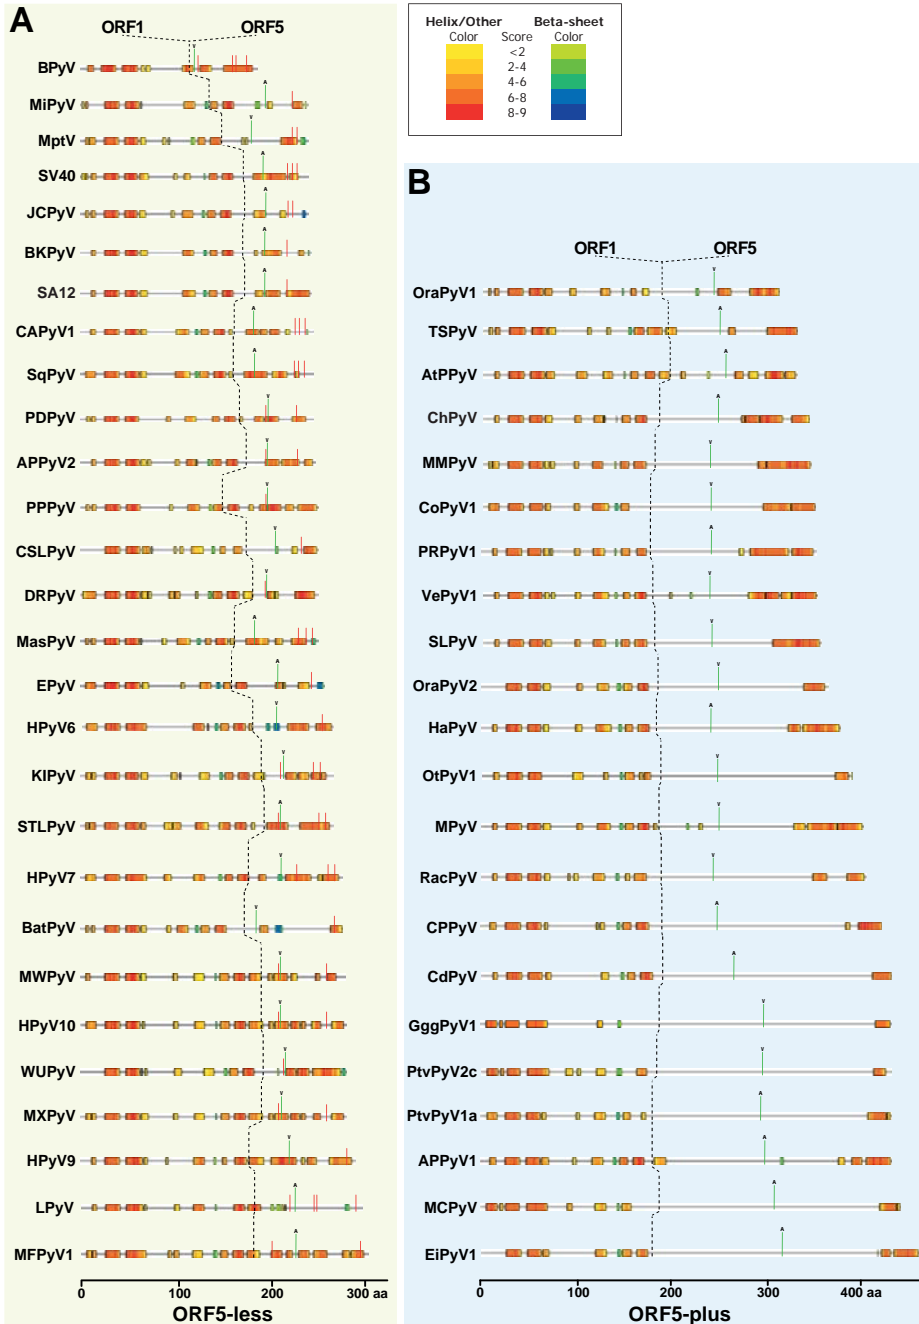 A
ORF1 ORF5
BPyV
MiPyV
MptV
SV40
JCPyV
BKPyV
SA12
CAPyV1
SqPyV
PDPyV
APPyV2
PPPyV
CSLPyV
DRPyV
MasPyV
EPyV
HPyV6
KIPyV
STLPyV
HPyV7
BatPyV
MWPyV
HPyV10
WUPyV
MXPyV
HPyV9
LPyV
MFPyV1
0 100 200 300 aa
ORF5-less
Helix/Other Beta-sheet
Color Score Color
<2
2-4
4-6
6-8
8-9
B
ORF1 ORF5
OraPyV1
TSPyV
AtPPyV
ChPyV
MMPyV
CoPyV1
PRPyV1
VePyV1
SLPyV
OraPyV2
HaPyV
OtPyV1
MPyV
RacPyV
CPPyV
CdPyV
GggPyV1
PtvPyV2c
PtvPyV1a
APPyV1
MCPyV
EiPyV1
0 100 200 300 400 aa
ORF5-plus